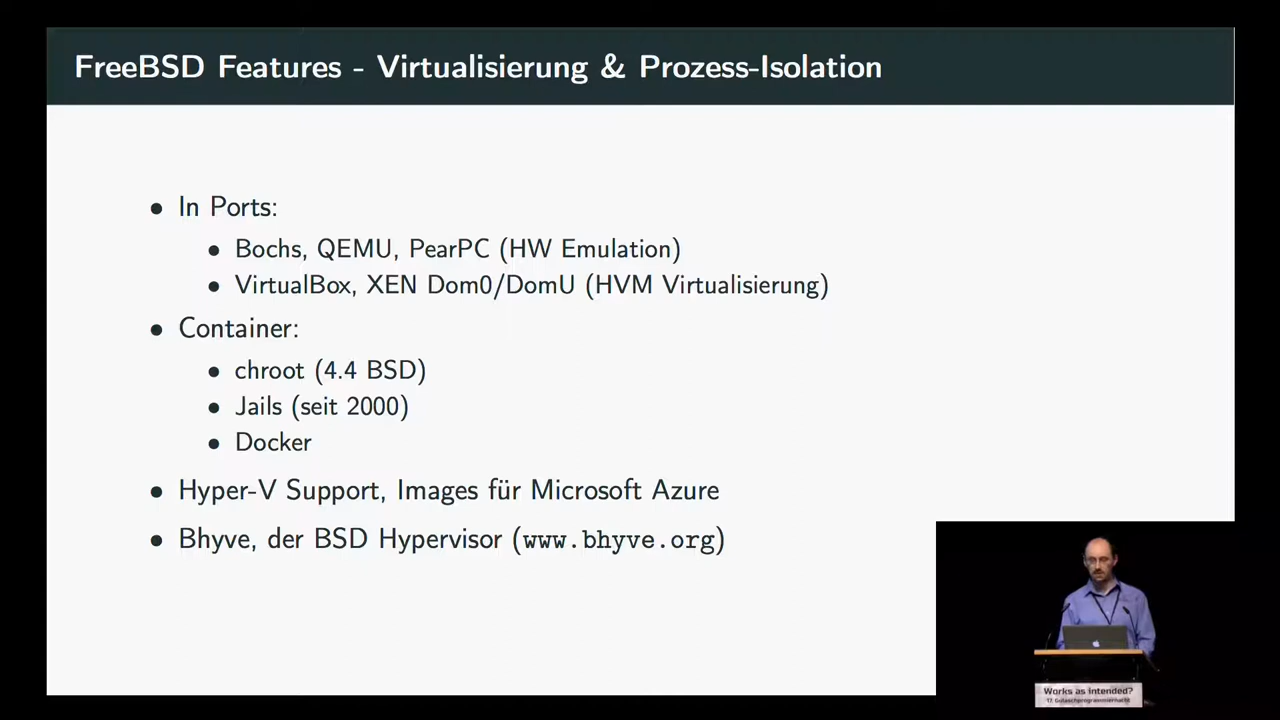 FreeBSD Features - Virtualisierung & Prozess-Isolation
• In Ports:
• Bochs, QEMU, PearPC (HW Emulation)
• VirtualBox, XEN Dom0/DomU (HVM Virtualisierung)
• Container:
• chroot (4.4 BSD)
• Jails (seit 2000)
• Docker
• Hyper-V Support, Images für Microsoft Azure
• Bhyve, der BSD Hypervisor (www.bhyve.org)
Works as intended?
17. Gulaschprogrammiernacht